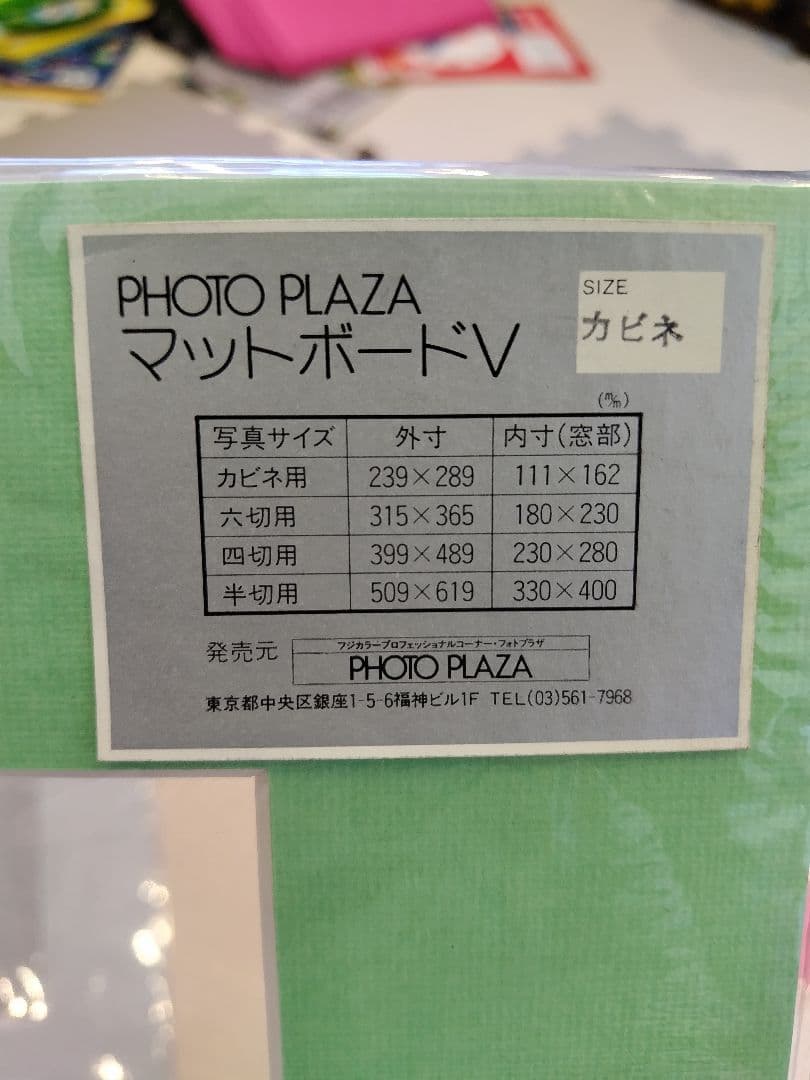 PHOTO PLAZA
マットボードV
SIZE
カビネ
(m/m)
写真サイズ 外寸 内寸(窓部)
カビネ用 239×289 111×162
六切用 315×365 180×230
四切用 399×489 230×280
半切用 509×619 330×400
発売元 フジカラープロフェッショナルコーナー・フォトプラザ
PHOTO PLAZA
東京都中央区銀座1-5-6福神ビル1F TEL(03)561-7968